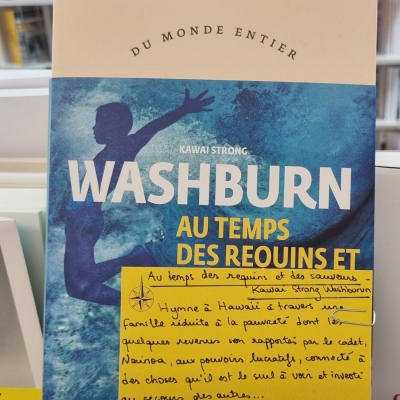 DU MONDE ENTIER
KAWAI STRONG
WASHBURN
AU TEMPS
DES REQUINS ET
Au temps des requins et des sauveurs -
Kawai Strong Washburun
Hymne à Hawaii à travers une
famille réduite à la pauvreté dont les
quelques revenus son rapportés par le cadet,
Nainoa, aux pouvoirs lucratifs, connecté à
des choses qu'il est le seul à voir et investi
au secours des autres...